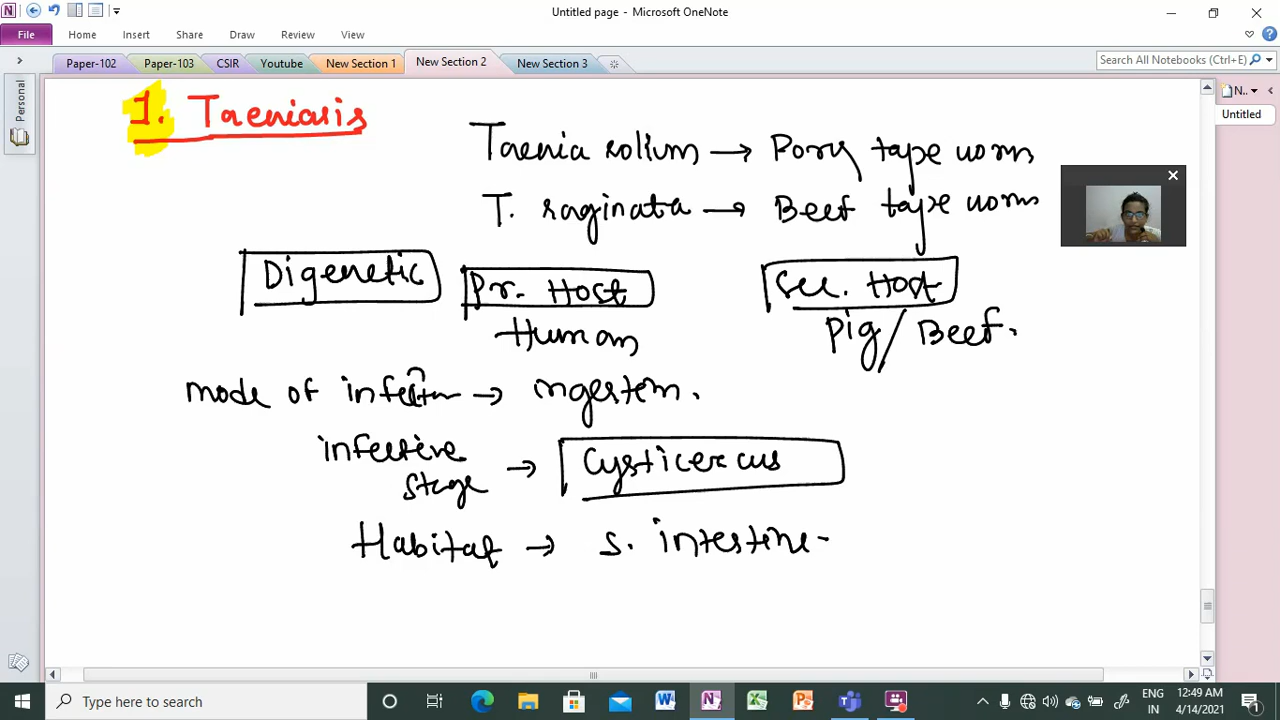 Untitled page - Microsoft OneNote
File Home Insert Share Draw Review View
Paper-102 Paper-103 CSIR Youtube New Section 1 New Section 2 New Section 3
Search All Notebooks (Ctrl+E)
Personal
N..
Untitled
1. Taeniasis
Taenia solium → Pork tape worm
T. saginata → Beef tape worm
Digenetic Pr. Host Sec. Host
Human Pig/Beef.
mode of infection → ingestion.
infective stage → Cysticercus
Habitat → S. intestine-
Type here to search
ENG 12:49 AM
IN 4/14/2021